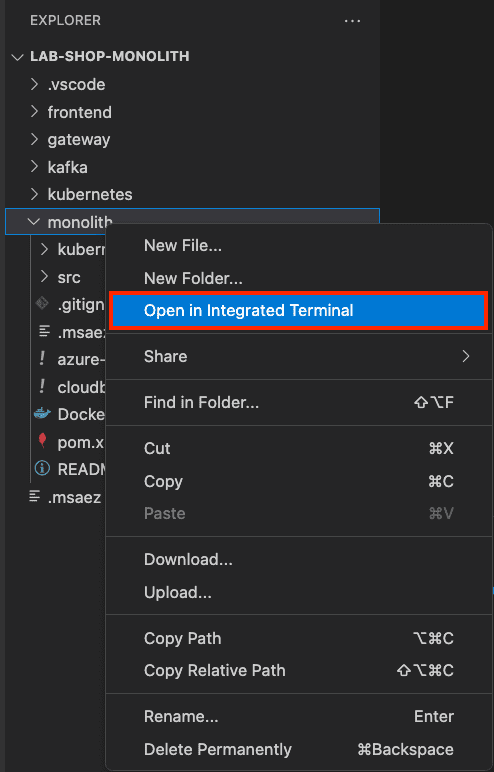 EXPLORER
LAB-SHOP-MONOLITH
.vscode
frontend
gateway
kafka
kubernetes
monolith
New File...
New Folder...
Open in Integrated Terminal
Share
Find in Folder... ⇧⌥F
Cut ⌘X
Copy ⌘C
Paste ⌘V
Download...
Upload...
Copy Path ⌥⌘C
Copy Relative Path ⇧⌥⌘C
Rename... Enter
Delete Permanently ⌘Backspace
kubern
src
.gitign
.msaez
azure-
cloudb
Docke
pom.x
READM
.msaez